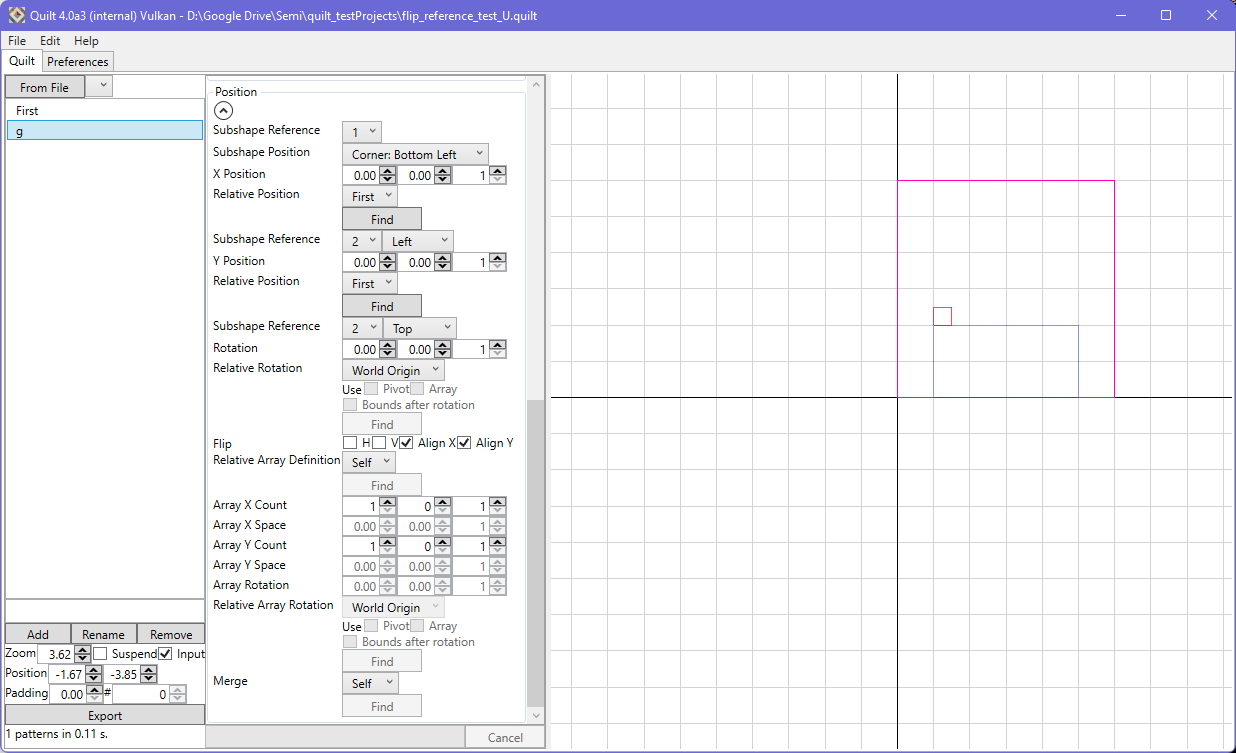 Quilt 4.0a3 (internal) Vulkan - D:\Google Drive\Semi\quilt_testProjects\flip_reference_test_U.quilt
File Edit Help
Quilt Preferences
From File
First
g
Position
Subshape Reference 1
Subshape Position Corner: Bottom Left
X Position 0.00 0.00 1
Relative Position First
Find
Subshape Reference 2 Left
Y Position 0.00 0.00 1
Relative Position First
Find
Subshape Reference 2 Top
Rotation 0.00 0.00 1
Relative Rotation World Origin
Use Pivot Array
Bounds after rotation
Find
Flip H V Align X Align Y
Relative Array Definition Self
Find
Array X Count 1 0 1
Array X Space 0.00 0.00 1
Array Y Count 1 0 1
Array Y Space 0.00 0.00 1
Array Rotation 0.00 0.00 1
Relative Array Rotation World Origin
Use Pivot Array
Bounds after rotation
Find
Merge Self
Find
Add Rename Remove
Zoom 3.62 Suspend Input
Position -1.67 -3.85
Padding 0.00 # 0
Export
1 patterns in 0.11 s.
Cancel